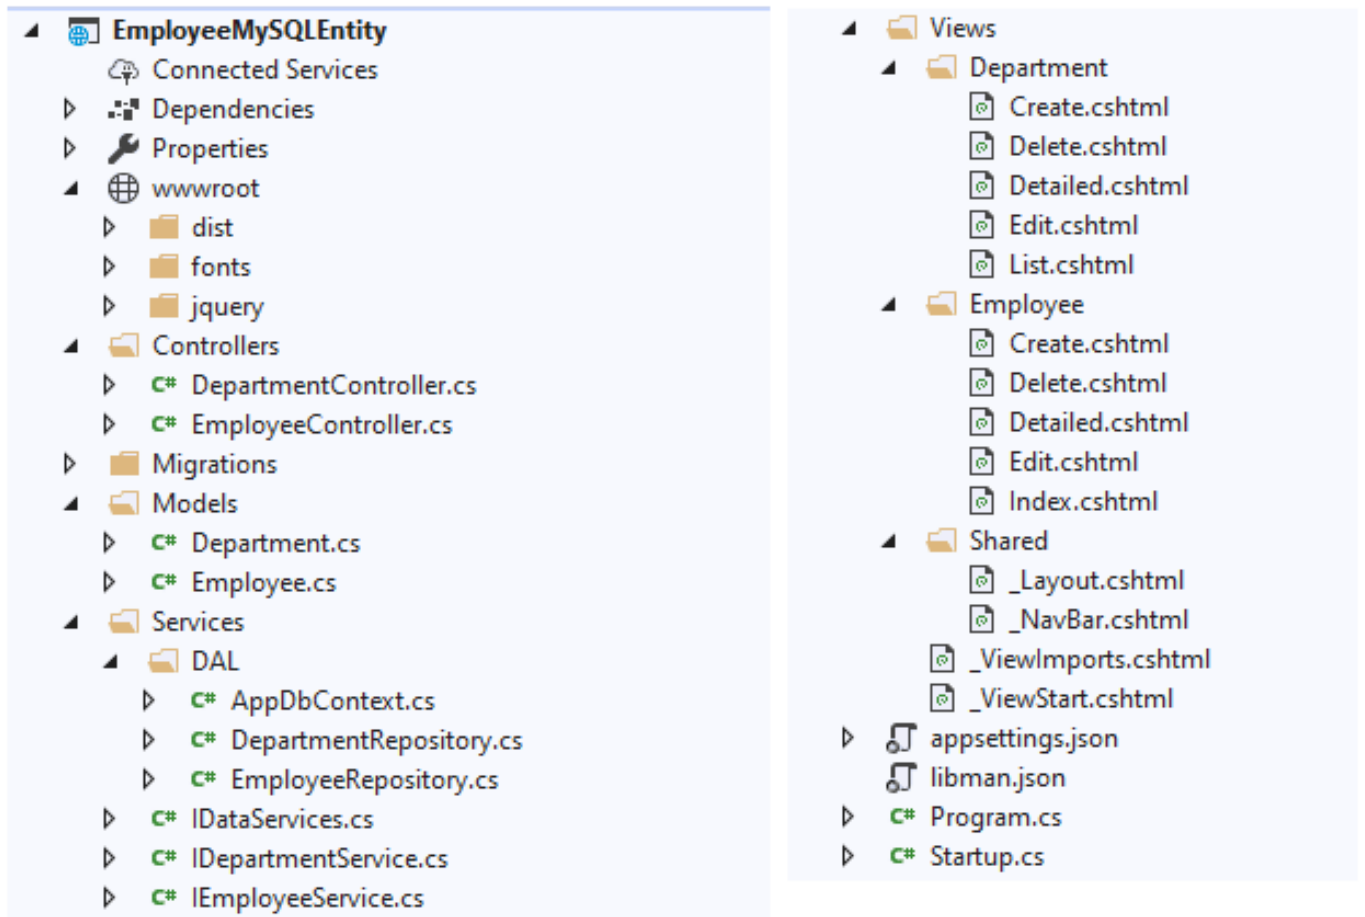 EmployeeMySQLEntity
Connected Services
Dependencies
Properties
wwwroot
dist
fonts
jquery
Controllers
C# DepartmentController.cs
C# EmployeeController.cs
Migrations
Models
C# Department.cs
C# Employee.cs
Services
DAL
C# AppDbContext.cs
C# DepartmentRepository.cs
C# EmployeeRepository.cs
C# IDataServices.cs
C# IDepartmentService.cs
C# IEmployeeService.cs
Views
Department
Create.cshtml
Delete.cshtml
Detailed.cshtml
Edit.cshtml
List.cshtml
Employee
Create.cshtml
Delete.cshtml
Detailed.cshtml
Edit.cshtml
Index.cshtml
Shared
_Layout.cshtml
_NavBar.cshtml
_ViewImports.cshtml
_ViewStart.cshtml
appsettings.json
libman.json
C# Program.cs
C# Startup.cs